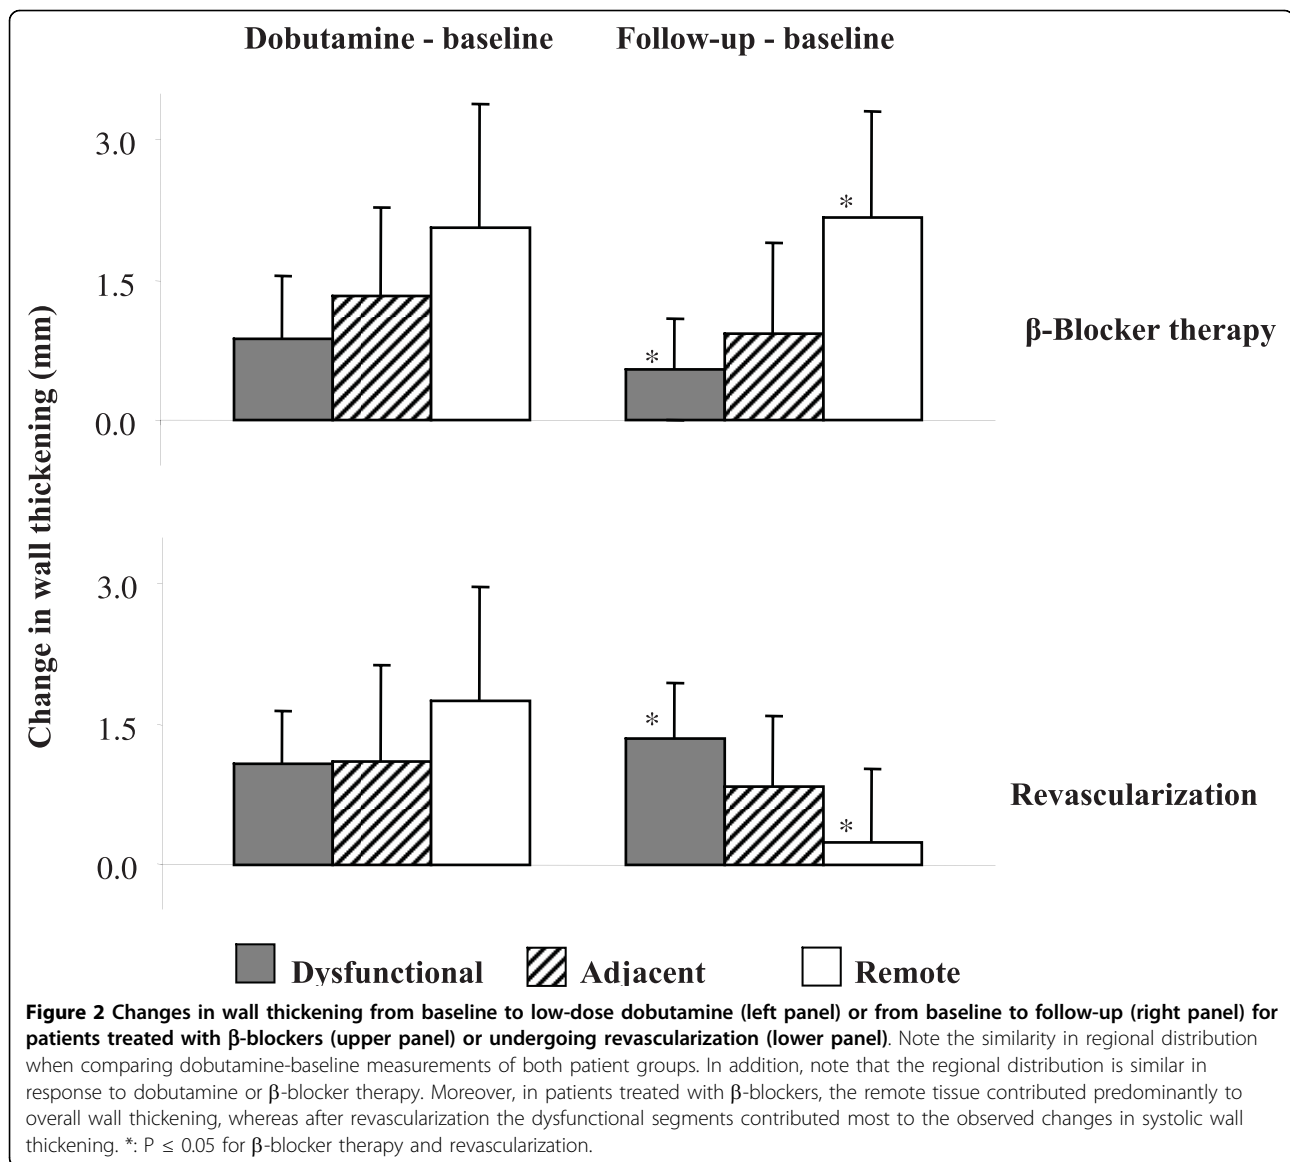 Dobutamine - baseline Follow-up - baseline
Change in wall thickening (mm)
3.0
*
1.5
*
0.0
β-Blocker therapy
3.0
1.5
*
*
0.0
Revascularization
Dysfunctional Adjacent Remote
Figure 2 Changes in wall thickening from baseline to low-dose dobutamine (left panel) or from baseline to follow-up (right panel) for
patients treated with β-blockers (upper panel) or undergoing revascularization (lower panel). Note the similarity in regional distribution
when comparing dobutamine-baseline measurements of both patient groups. In addition, note that the regional distribution is similar in
response to dobutamine or β-blocker therapy. Moreover, in patients treated with β-blockers, the remote tissue contributed predominantly to
overall wall thickening, whereas after revascularization the dysfunctional segments contributed most to the observed changes in systolic wall
thickening. *: P ≤ 0.05 for β-blocker therapy and revascularization.